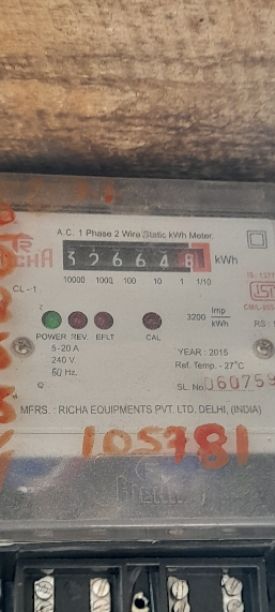 A.C. 1 Phase 2 Wire Static kWh Meter.
RICHA
326648 kWh
10000 1000 100 10 1 1/10
CL-1
3200 Imp/kWh
POWER REV. EFLT CAL
5-20 A
240 V.
50 Hz.
YEAR : 2015
Ref. Temp. - 27°C
SL. No. 060759
MFRS. : RICHA EQUIPMENTS PVT. LTD. DELHI, (INDIA)
105781